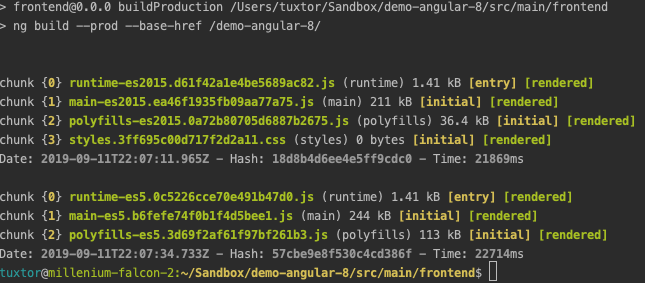 > frontend@0.0.0 buildProduction /Users/tuxtor/Sandbox/demo-angular-8/src/main/frontend
> ng build --prod --base-href /demo-angular-8/
chunk {0} runtime-es2015.d61f42a1e4be5689ac82.js (runtime) 1.41 kB [entry] [rendered]
chunk {1} main-es2015.ea46f1935fb09aa77a75.js (main) 211 kB [initial] [rendered]
chunk {2} polyfills-es2015.0a72b80705d6887b2675.js (polyfills) 36.4 kB [initial] [rendered]
chunk {3} styles.3ff695c00d717f2d2a11.css (styles) 0 bytes [initial] [rendered]
Date: 2019-09-11T22:07:11.965Z - Hash: 18d8b4d6ee4e5ff9cdc0 - Time: 21869ms
chunk {0} runtime-es5.0c5226cce70e491b47d0.js (runtime) 1.41 kB [entry] [rendered]
chunk {1} main-es5.b6fefe74f0b1f4d5bee1.js (main) 244 kB [initial] [rendered]
chunk {2} polyfills-es5.3d69f2af61f97bf261b3.js (polyfills) 113 kB [initial] [rendered]
Date: 2019-09-11T22:07:34.733Z - Hash: 57cbe9e8f530c4cd386f - Time: 22714ms
tuxtor@millenium-falcon-2:~/Sandbox/demo-angular-8/src/main/frontend$